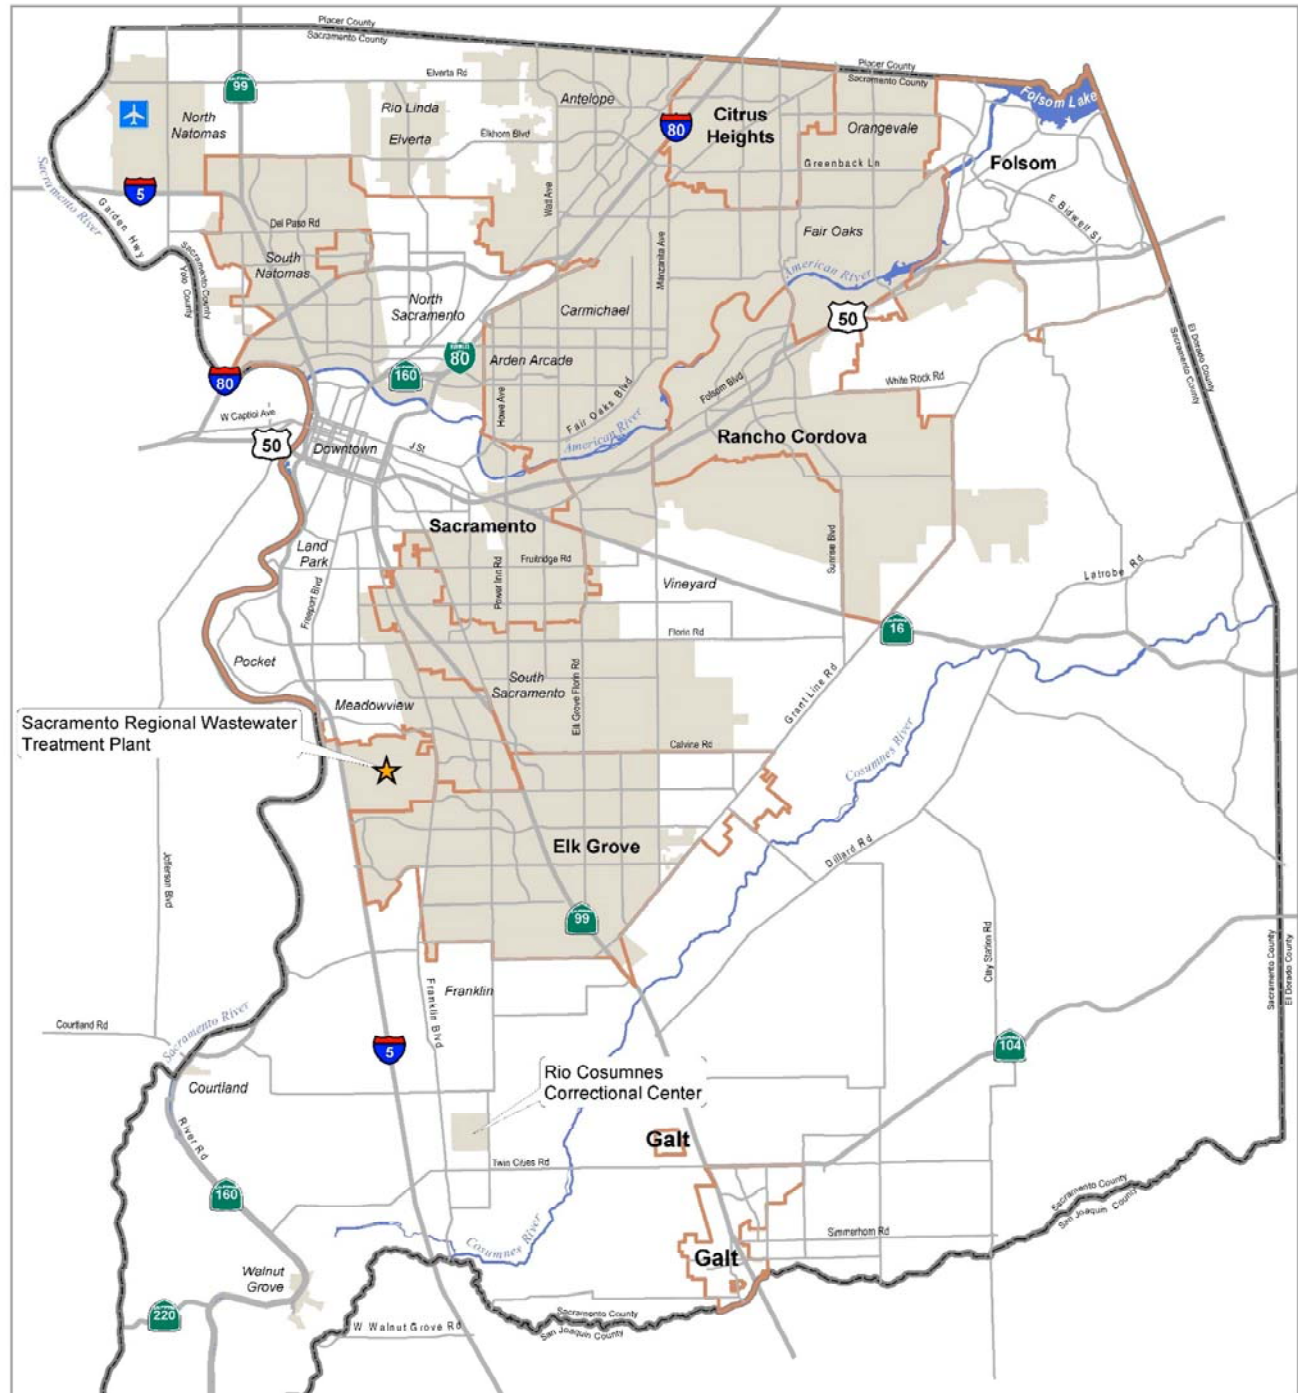 Placer County
Sacramento County
Placer County
Sacramento County
99
Elverta Rd
Antelope
Folsom Lake
North
Natomas
Rio Linda
Elverta
Elkhorn Blvd
80
Citrus
Heights
Orangevale
Greenback Ln
Folsom
5
Sacramento River
Garden Hwy
Sacramento County
Yolo County
Del Paso Rd
South
Natomas
Watt Ave
Manzanita Ave
Fair Oaks
E Bidwell St
American River
North
Sacramento
Carmichael
50
80
160
BUSINESS
80
Arden Arcade
Howe Ave
Fair Oaks Blvd
American River
Folsom Blvd
White Rock Rd
El Dorado County
Sacramento County
W Capitol Ave
50
Downtown
J St
Rancho Cordova
Sacramento
Land
Park
Freeport Blvd
Fruitridge Rd
Power Inn Rd
Vineyard
Sunrise Blvd
Latrobe Rd
16
Florin Rd
Pocket
South
Sacramento
Elk Grove Florin Rd
Grant Line Rd
Meadowview
Sacramento Regional Wastewater
Treatment Plant
Calvine Rd
Cosumnes River
Jefferson Blvd
Elk Grove
Dillard Rd
99
Clay Station Rd
Sacramento County
El Dorado County
Franklin
Franklin Blvd
Courtland Rd
Sacramento River
5
104
Courtland
Rio Cosumnes
Correctional Center
River Rd
Galt
Twin Cities Rd
160
Sacramento County
San Joaquin County
Simmerhorn Rd
Cosumnes River
Galt
Walnut
Grove
220
W Walnut Grove Rd
Sacramento County
San Joaquin County